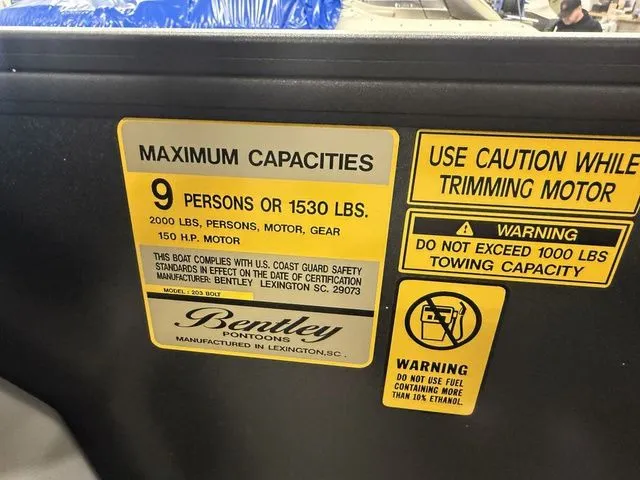 MAXIMUM CAPACITIES
9 PERSONS OR 1530 LBS.
2000 LBS, PERSONS, MOTOR, GEAR
150 H.P. MOTOR
THIS BOAT COMPLIES WITH U.S. COAST GUARD SAFETY
STANDARDS IN EFFECT ON THE DATE OF CERTIFICATION
MANUFACTURER: BENTLEY LEXINGTON SC. 29073
MODEL : 203 BOLT
Bentley
PONTOONS
MANUFACTURED IN LEXINGTON,SC .
USE CAUTION WHILE
TRIMMING MOTOR
WARNING
DO NOT EXCEED 1000 LBS
TOWING CAPACITY
WARNING
DO NOT USE FUEL
CONTAINING MORE
THAN 10% ETHANOL.